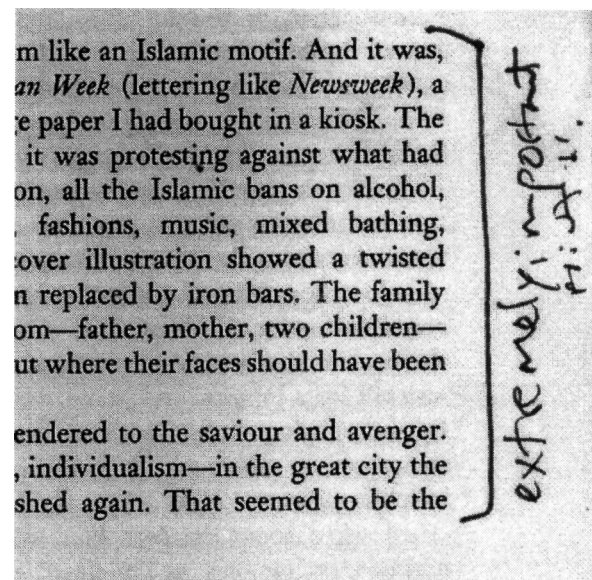 m like an Islamic motif. And it was,
an Week (lettering like Newsweek), a
e paper I had bought in a kiosk. The
it was protesting against what had
on, all the Islamic bans on alcohol,
, fashions, music, mixed bathing,
cover illustration showed a twisted
n replaced by iron bars. The family
om—father, mother, two children—
ut where their faces should have been
endered to the saviour and avenger.
, individualism—in the great city the
shed again. That seemed to be the
extremely important